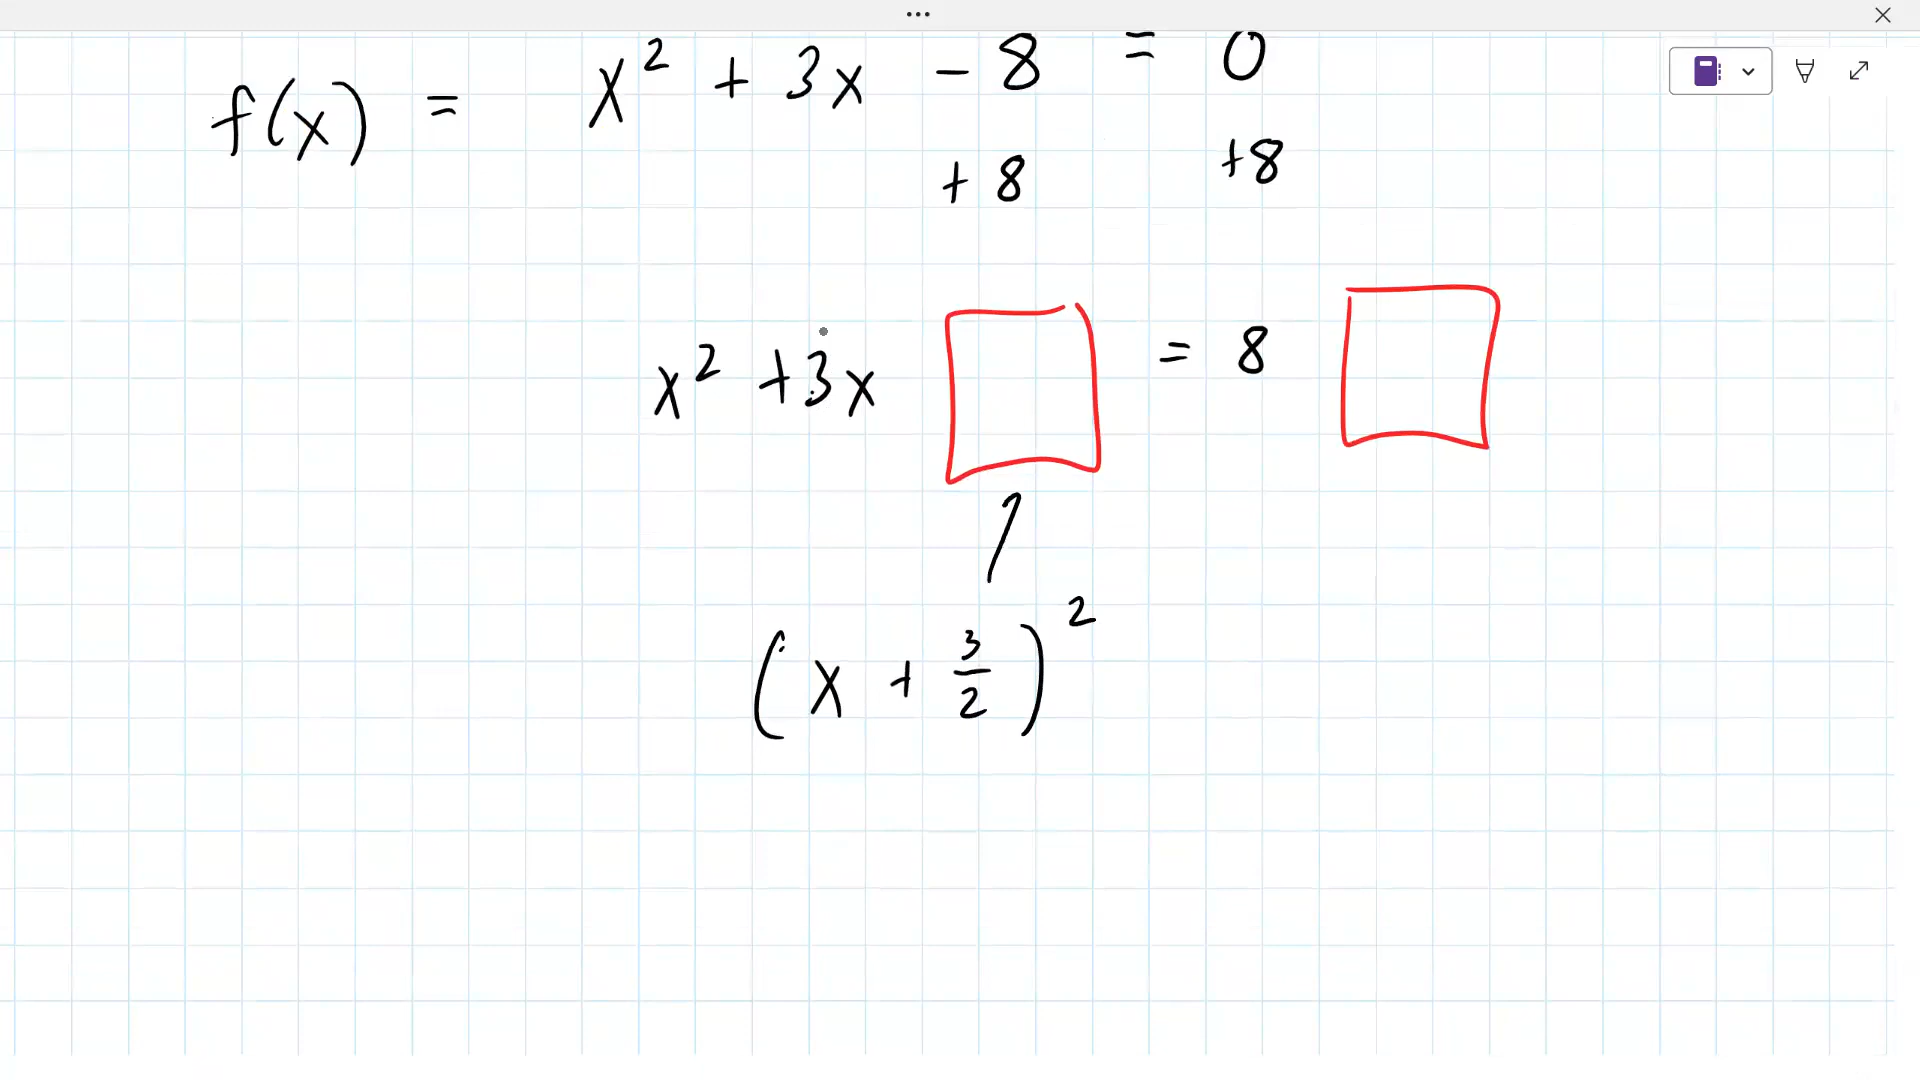 f(x) = x² + 3x - 8 = 0
+ 8 +8
x² +3x = 8
(x + 3/2)²